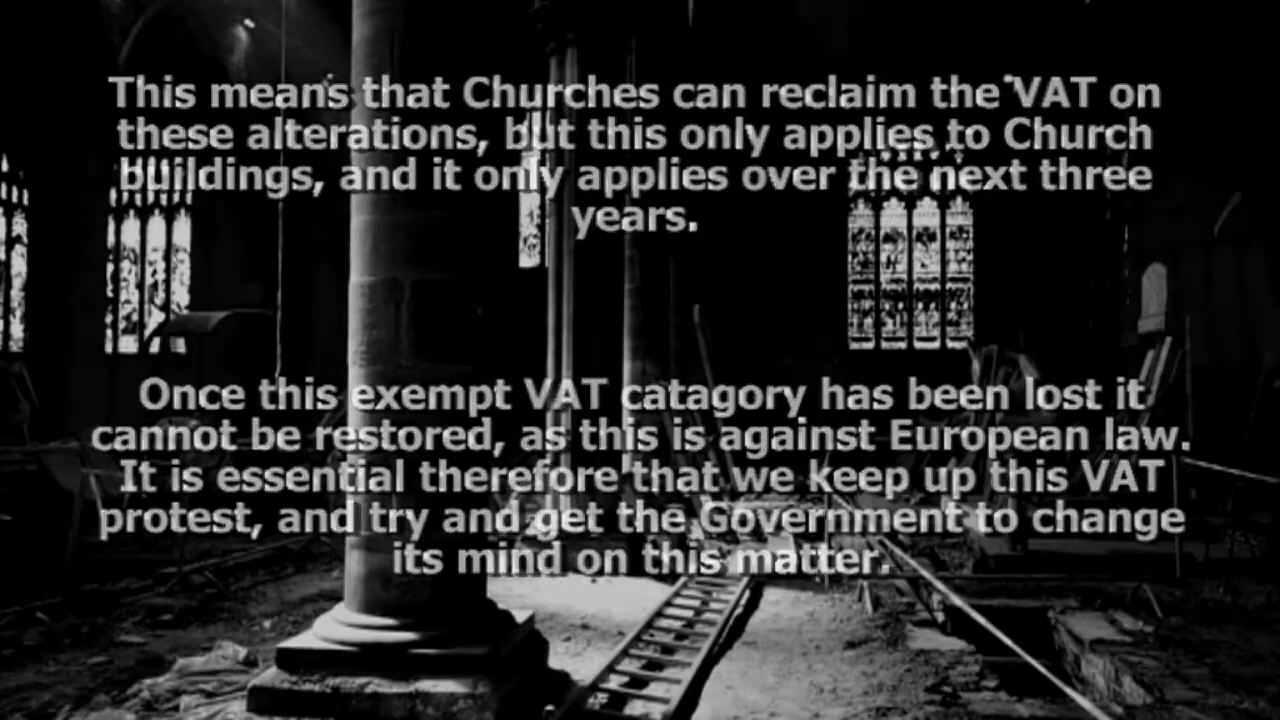 This means that Churches can reclaim the VAT on
these alterations, but this only applies to Church
buildings, and it only applies over the next three
years.
Once this exempt VAT catagory has been lost it
cannot be restored, as this is against European law.
It is essential therefore that we keep up this VAT
protest, and try and get the Government to change
its mind on this matter.